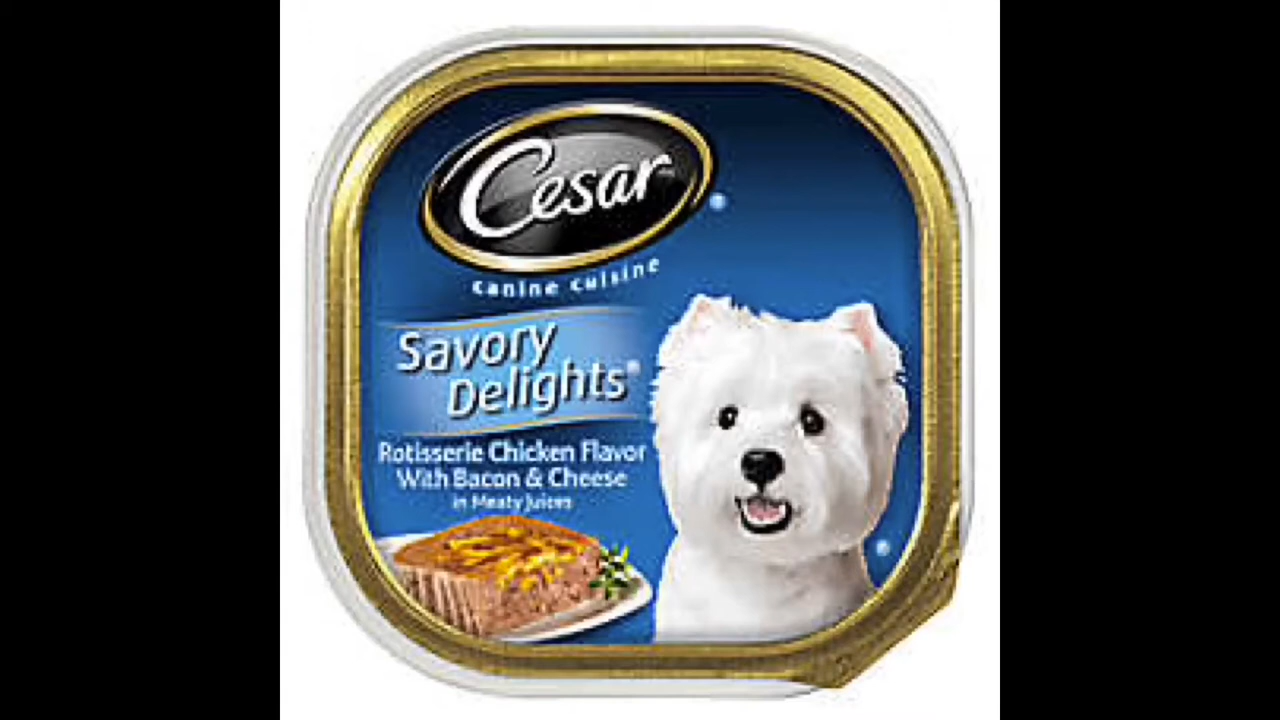 Cesar
canine cuisine
Savory
Delights®
Rotisserie Chicken Flavor
With Bacon & Cheese
in Meaty Juices